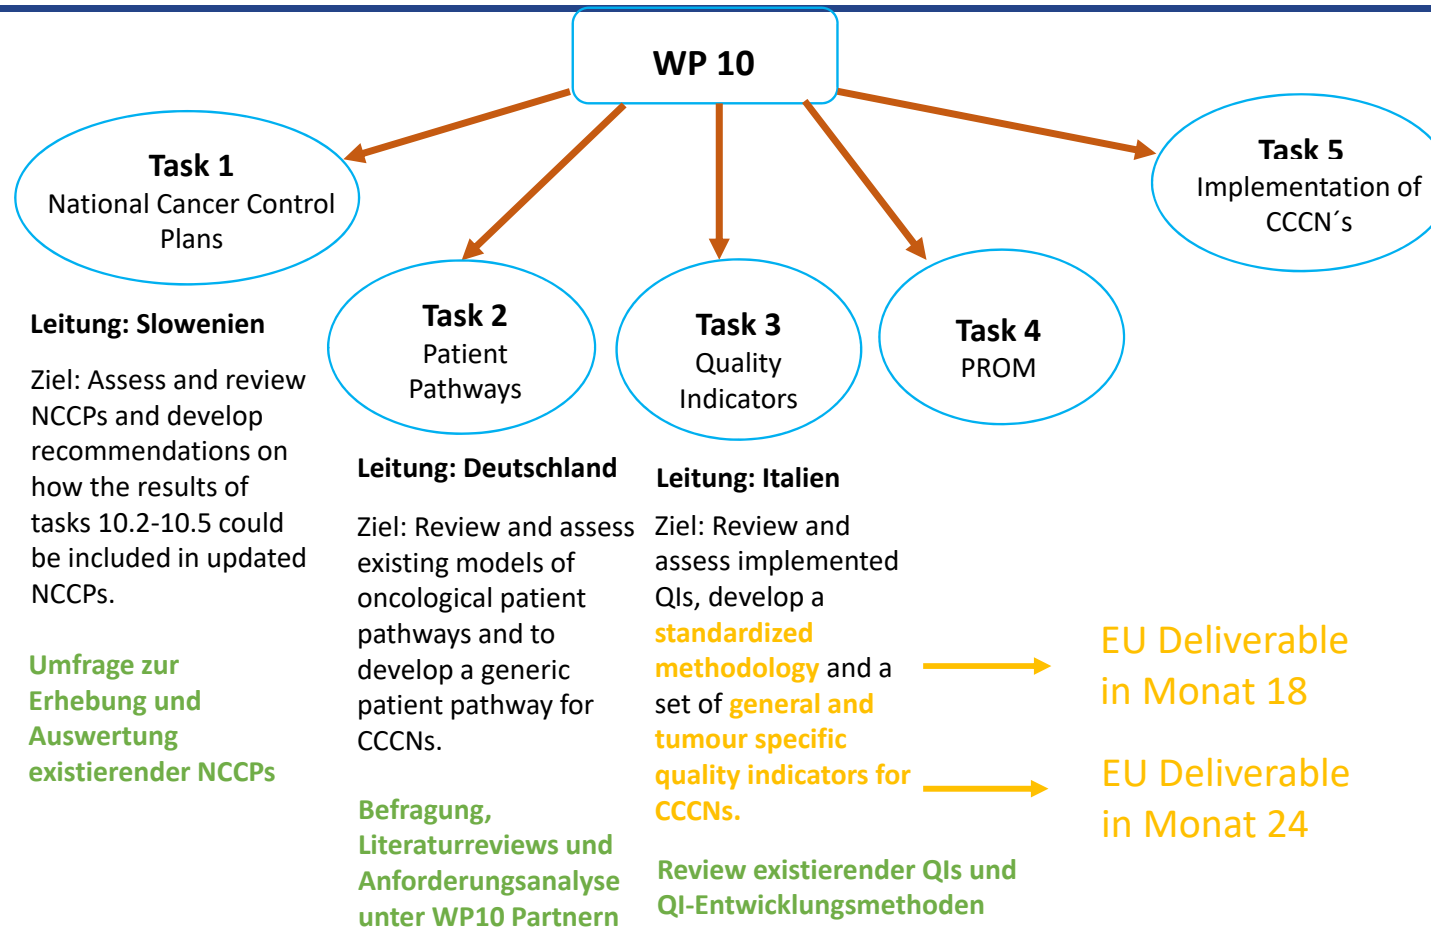 WP 10
Task 1
National Cancer Control
Plans
Task 2
Patient
Pathways
Task 3
Quality
Indicators
Task 4
PROM
Task 5
Implementation of
CCCN´s
Leitung: Slowenien
Ziel: Assess and review
NCCPs and develop
recommendations on
how the results of
tasks 10.2-10.5 could
be included in updated
NCCPs.
Umfrage zur
Erhebung und
Auswertung
existierender NCCPs
Leitung: Deutschland
Ziel: Review and assess
existing models of
oncological patient
pathways and to
develop a generic
patient pathway for
CCCNs.
Befragung,
Literaturreviews und
Anforderungsanalyse
unter WP10 Partnern
Leitung: Italien
Ziel: Review and
assess implemented
QIs, develop a
standardized
methodology and a
set of general and
tumour specific
quality indicators for
CCCNs.
Review existierender QIs und
QI-Entwicklungsmethoden
EU Deliverable
in Monat 18
EU Deliverable
in Monat 24